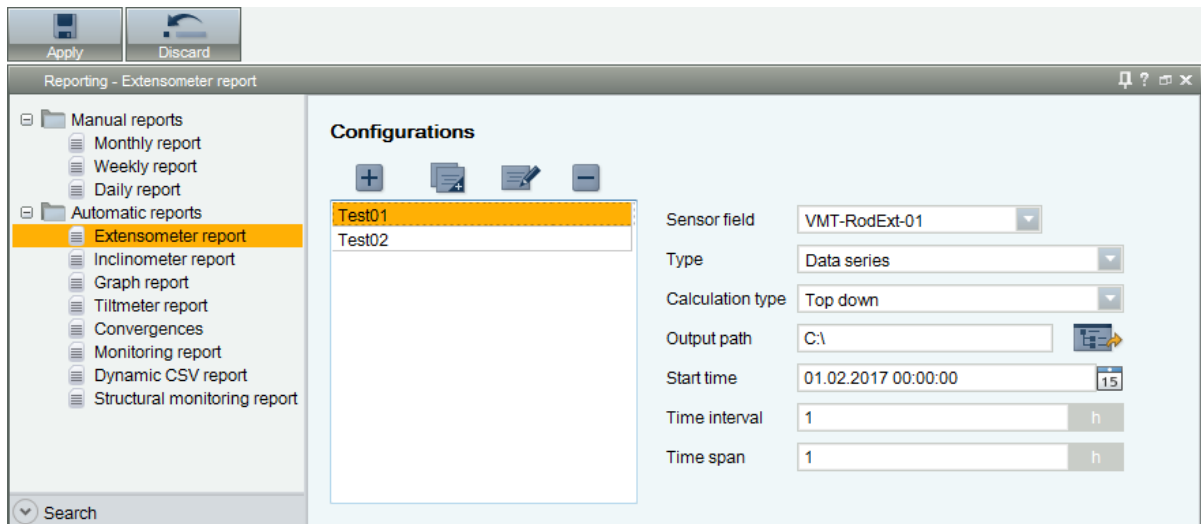 Apply
Discard
Reporting - Extensometer report
?
Manual reports
Monthly report
Weekly report
Daily report
Automatic reports
Extensometer report
Inclinometer report
Graph report
Tiltmeter report
Convergences
Monitoring report
Dynamic CSV report
Structural monitoring report
Search
Configurations
Test01
Test02
Sensor field VMT-RodExt-01
Type Data series
Calculation type Top down
Output path C:\
Start time 01.02.2017 00:00:00 15
Time interval 1 h
Time span 1 h